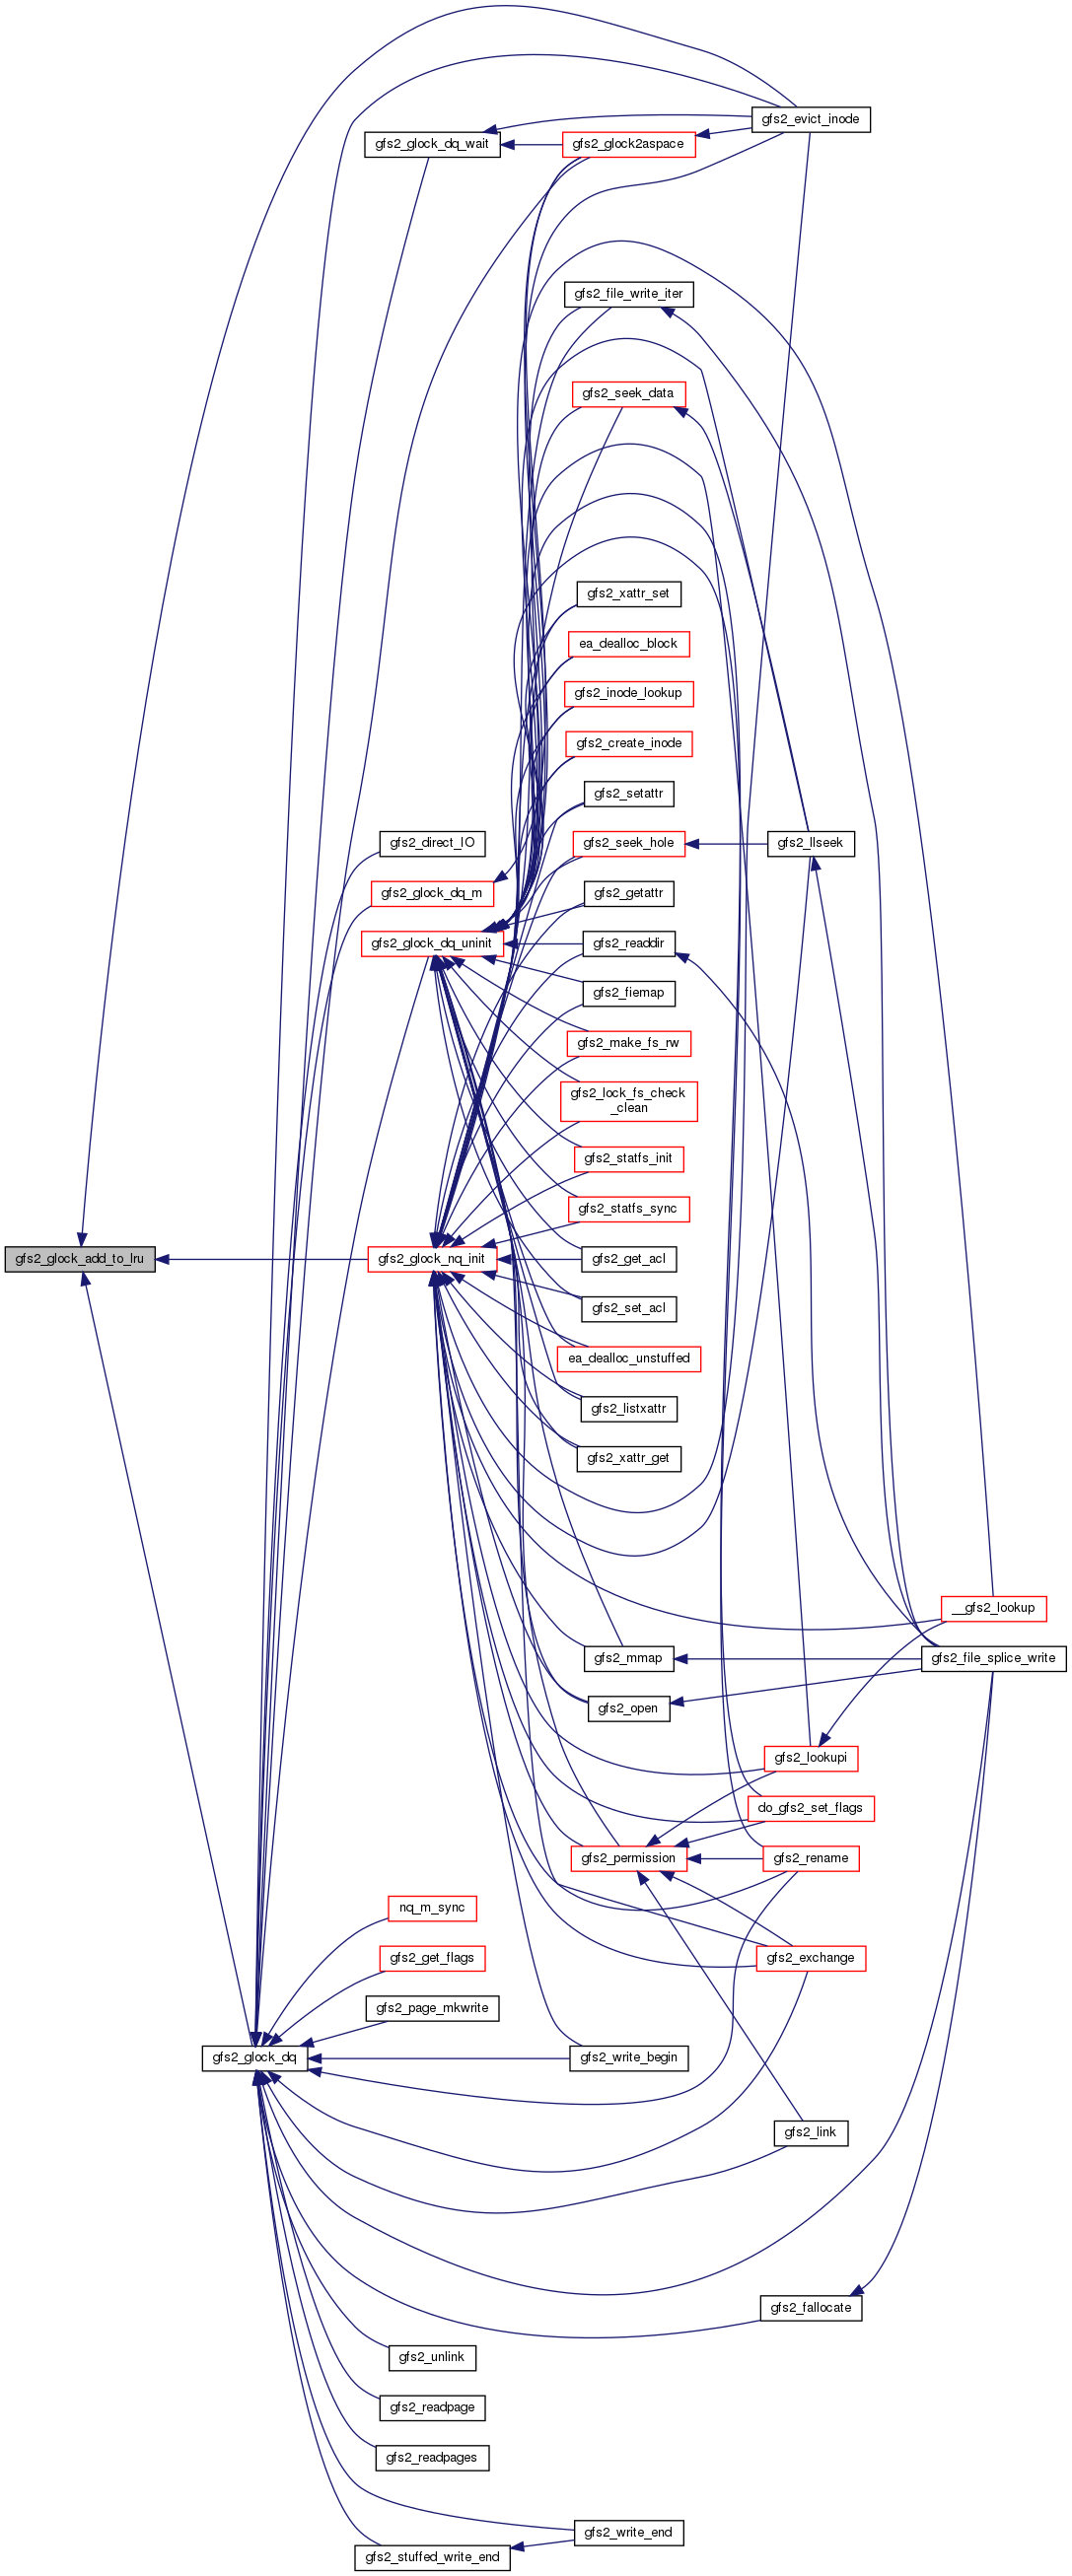 gfs2_evict_inode
gfs2_glock_dq_wait
gfs2_glock2aspace
gfs2_file_write_iter
gfs2_seek_data
gfs2_xattr_set
ea_dealloc_block
gfs2_inode_lookup
gfs2_create_inode
gfs2_setattr
gfs2_direct_IO
gfs2_seek_hole
gfs2_llseek
gfs2_glock_dq_m
gfs2_getattr
gfs2_glock_dq_uninit
gfs2_readdir
gfs2_fiemap
gfs2_make_fs_rw
gfs2_lock_fs_check
_clean
gfs2_statfs_init
gfs2_statfs_sync
gfs2_glock_add_to_lru
gfs2_glock_nq_init
gfs2_get_acl
gfs2_set_acl
ea_dealloc_unstuffed
gfs2_listxattr
gfs2_xattr_get
__gfs2_lookup
gfs2_mmap
gfs2_file_splice_write
gfs2_open
gfs2_lookupi
do_gfs2_set_flags
gfs2_permission
gfs2_rename
nq_m_sync
gfs2_get_flags
gfs2_exchange
gfs2_page_mkwrite
gfs2_glock_dq
gfs2_write_begin
gfs2_link
gfs2_fallocate
gfs2_unlink
gfs2_readpage
gfs2_readpages
gfs2_write_end
gfs2_stuffed_write_end